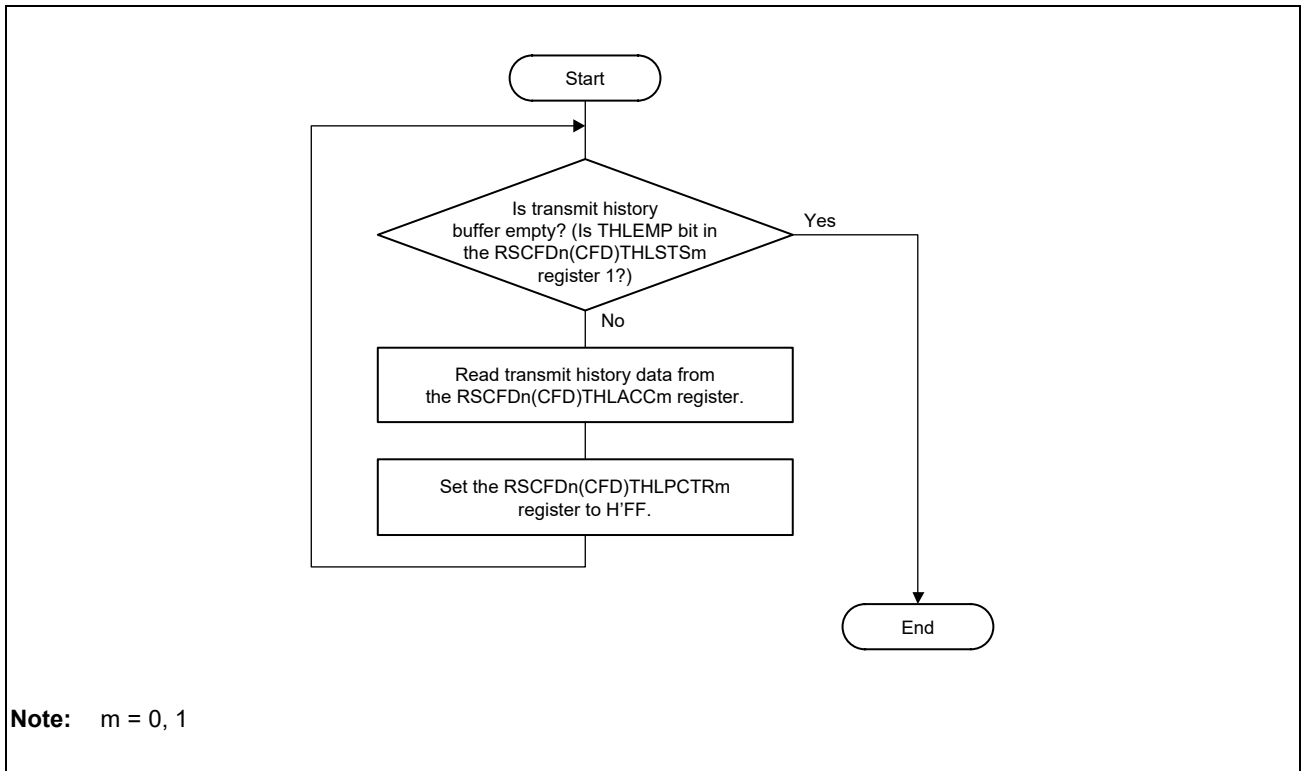 Start
Is transmit history
buffer empty? (Is THLEMP bit in
the RSCFDn(CFD)THLSTSm
register 1?)
Yes
No
Read transmit history data from
the RSCFDn(CFD)THLACCm register.
Set the RSCFDn(CFD)THLPCTRm
register to H'FF.
End
Note: m = 0, 1